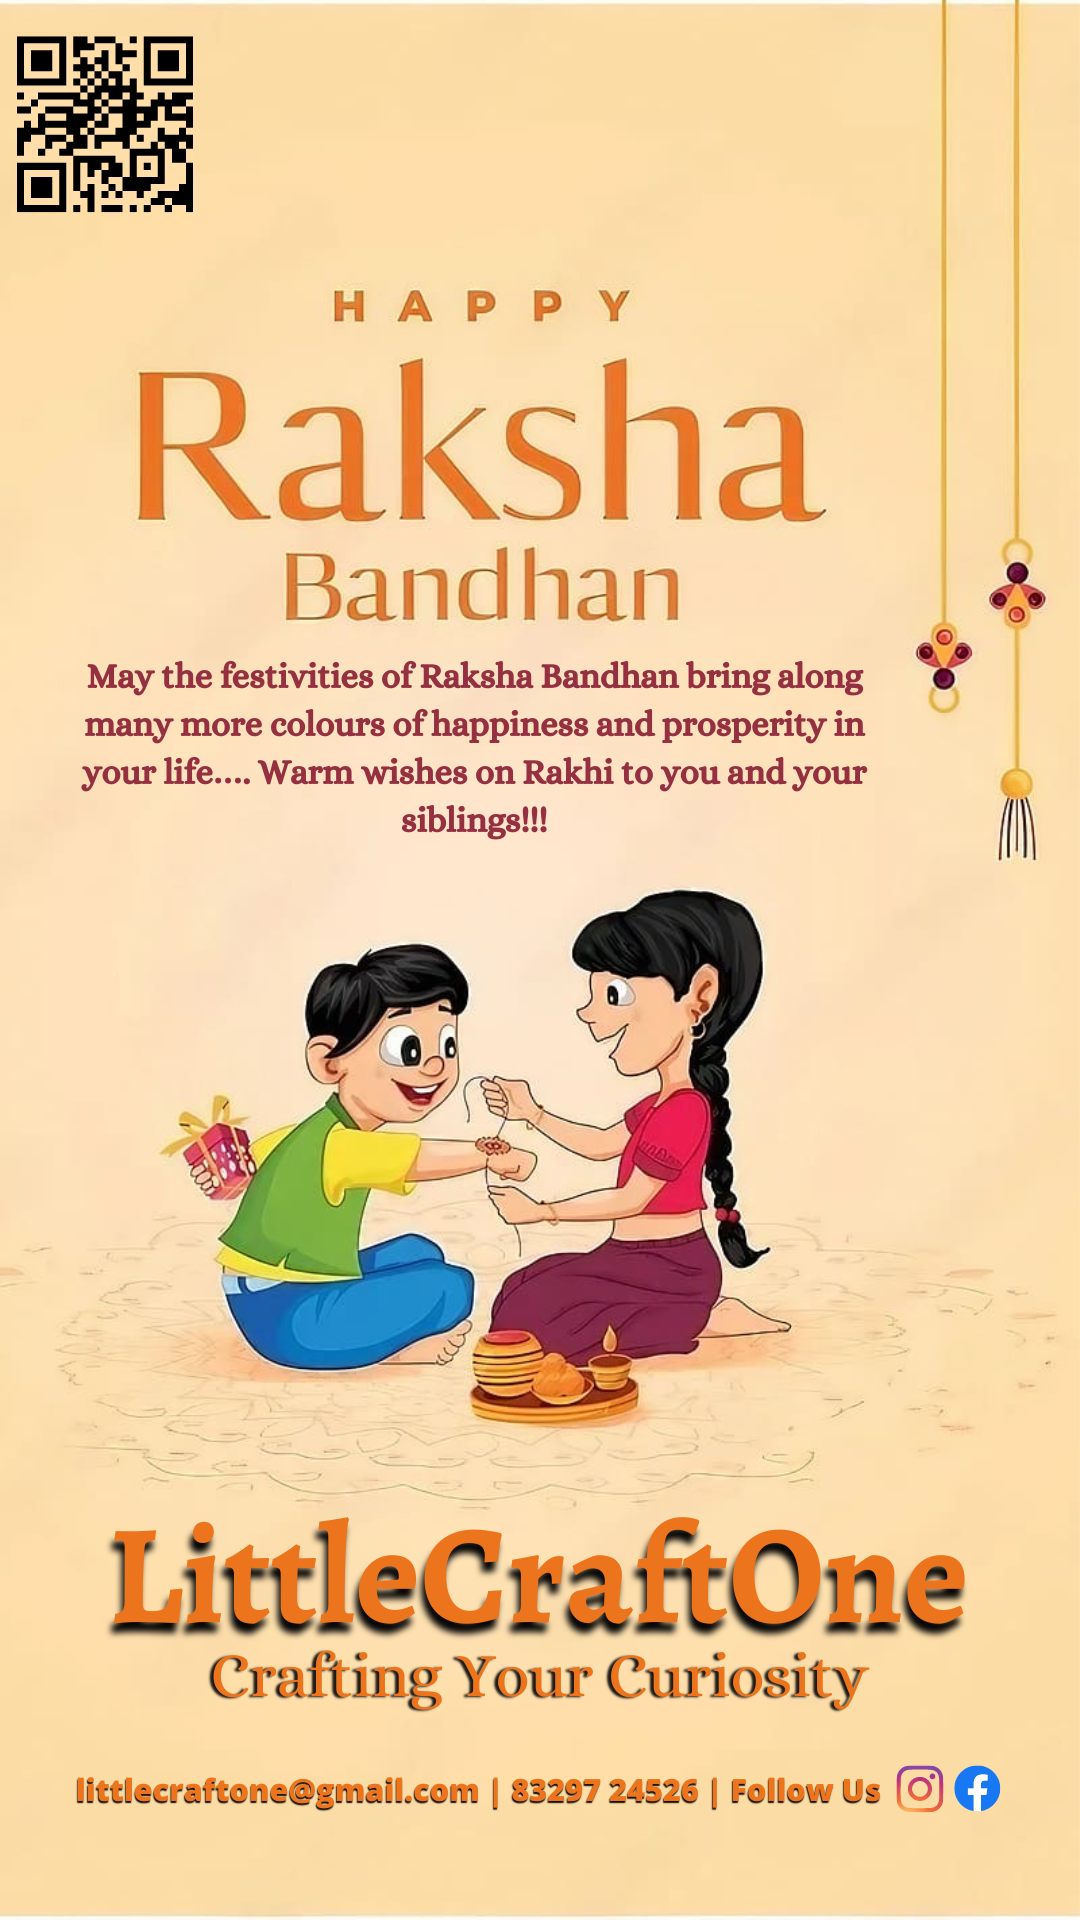 HAPPY
Raksha
Bandhan
May the festivities of Raksha Bandhan bring along
many more colours of happiness and prosperity in
your life.... Warm wishes on Rakhi to you and your
siblings!!!
LittleCraftOne
Crafting Your Curiosity
littlecraftone@gmail.com | 83297 24526 | Follow Us